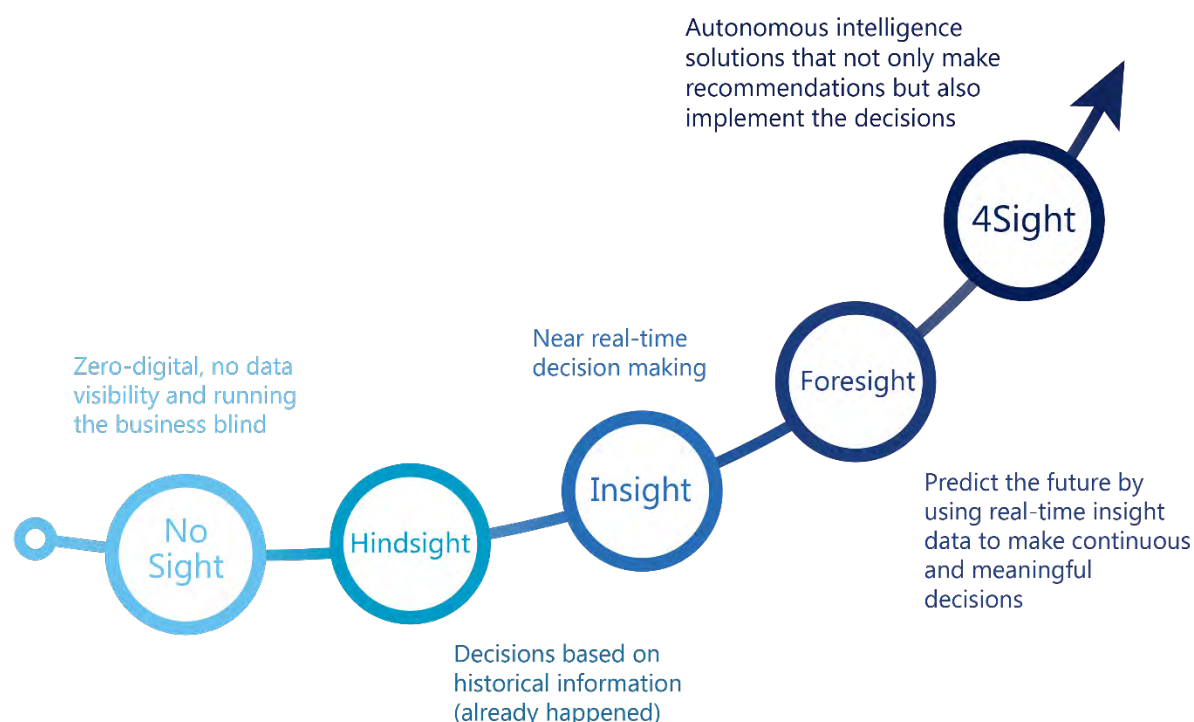 Autonomous intelligence
solutions that not only make
recommendations but also
implement the decisions
4Sight
Near real-time
decision making
Foresight
Zero-digital, no data
visibility and running
the business blind
Insight
Predict the future by
using real-time insight
data to make continuous
and meaningful
decisions
No
Sight
Hindsight
Decisions based on
historical information
(already happened)